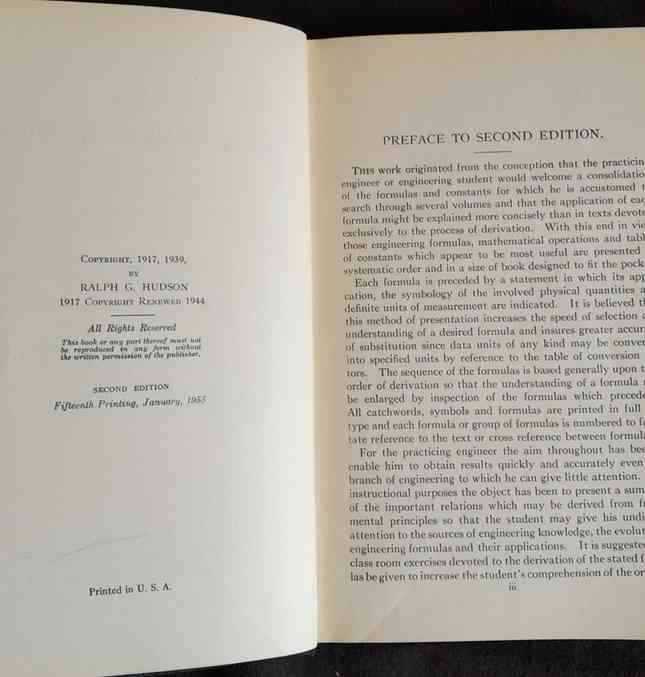 COPYRIGHT, 1917, 1939,
BY
RALPH G. HUDSON
1917 COPYRIGHT RENEWED 1944
All Rights Reserved
This book or any part thereof must not
be reproduced in any form without
the written permission of the publisher.
SECOND EDITION
Fifteenth Printing, January, 1955
Printed in U. S. A.
PREFACE TO SECOND EDITION.
THIS work originated from the conception that the practicin
engineer or engineering student would welcome a consolidatio
of the formulas and constants for which he is accustomed t
search through several volumes and that the application of eac
formula might be explained more concisely than in texts devote
exclusively to the process of derivation. With this end in vie
those engineering formulas, mathematical operations and tabl
of constants which appear to be most useful are presented
systematic order and in a size of book designed to fit the pock
Each formula is preceded by a statement in which its app
cation, the symbology of the involved physical quantities a
definite units of measurement are indicated. It is believed th
this method of presentation increases the speed of selection a
understanding of a desired formula and insures greater accur
of substitution since data units of any kind may be conver
into specified units by reference to the table of conversion
tors. The sequence of the formulas is based generally upon t
order of derivation so that the understanding of a formula
be enlarged by inspection of the formulas which precede
All catchwords, symbols and formulas are printed in full
type and each formula or group of formulas is numbered to fa
tate reference to the text or cross reference between formula
For the practicing engineer the aim throughout has bee
enable him to obtain results quickly and accurately even
branch of engineering to which he can give little attention.
instructional purposes the object has been to present a sum
of the important relations which may be derived from f
mental principles so that the student may give his undi
attention to the sources of engineering knowledge, the evolut
engineering formulas and their applications. It is suggeste
class room exercises devoted to the derivation of the stated f
las be given to increase the student's comprehension of the or
iii